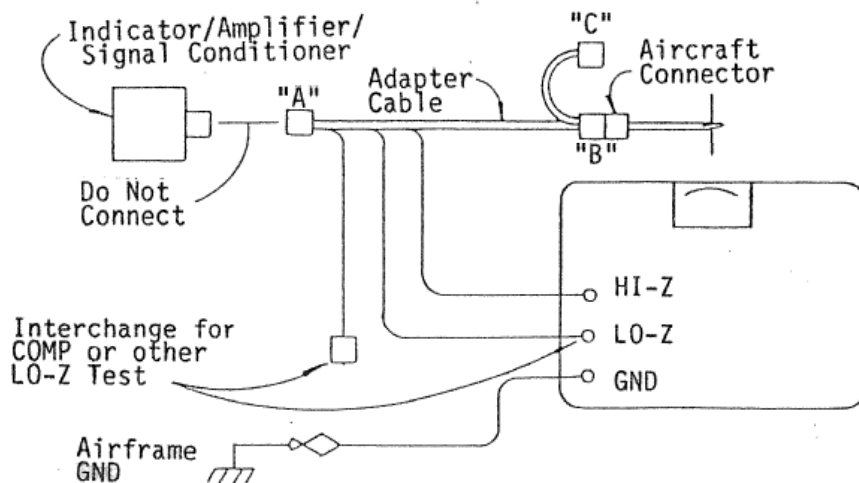 Indicator/Amplifier/
Signal Conditioner
"A"
Adapter
Cable
"C"
Aircraft
Connector
"B"
Do Not
Connect
HI-Z
LO-Z
GND
Interchange for
COMP or other
LO-Z Test
Airframe
GND